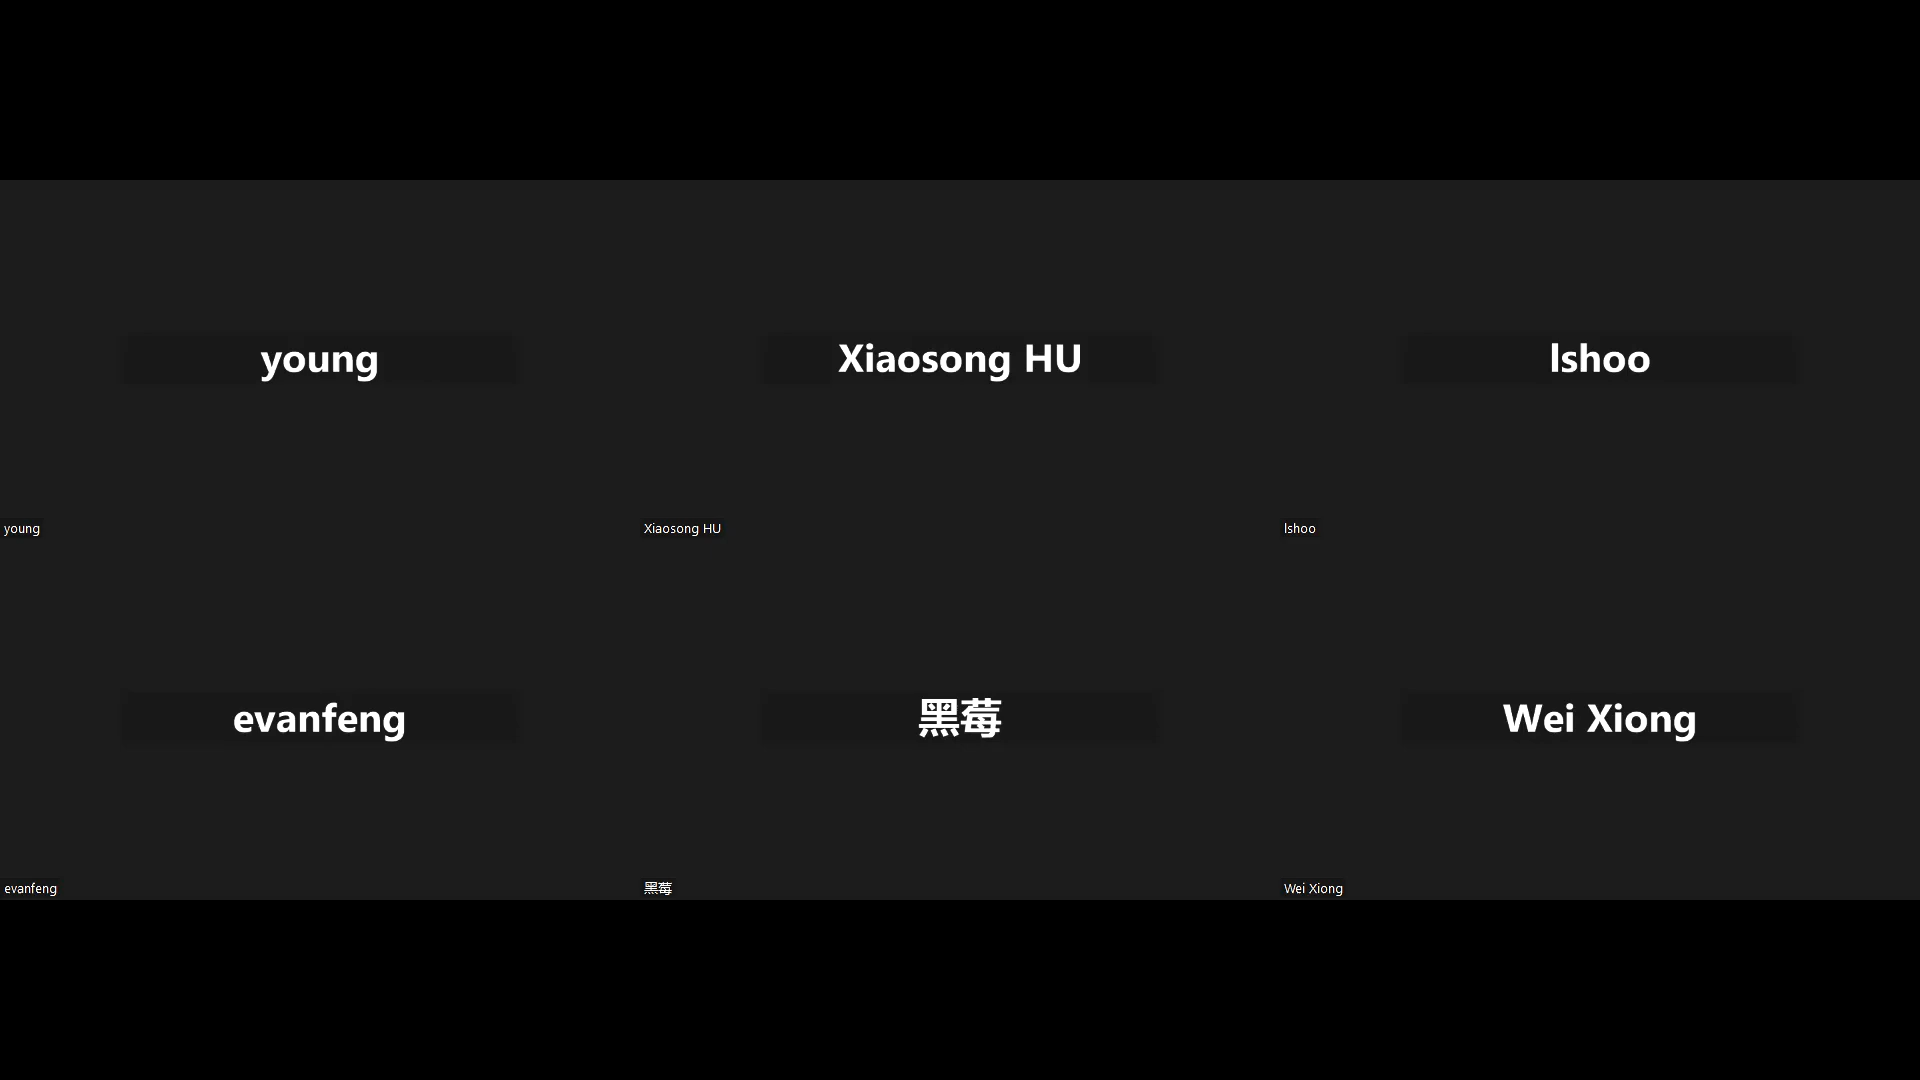 young
Xiaosong HU
lshoo
young
Xiaosong HU
lshoo
evanfeng
黑莓
Wei Xiong
evanfeng
黑莓
Wei Xiong